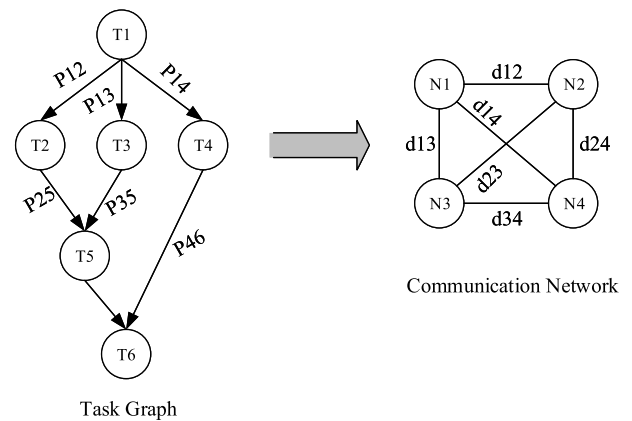 T1
P12
P13
P14
T2
T3
T4
P25
P35
P46
T5
T6
Task Graph
N1
d12
N2
d14
d13
d24
d23
N3
d34
N4
Communication Network